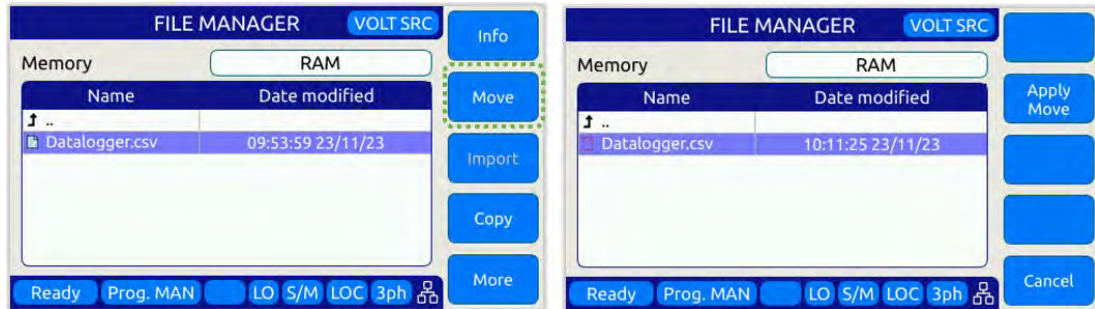 FILE MANAGER VOLT SRC
Memory RAM
Name Date modified
..
Datalogger.csv 09:53:59 23/11/23
Ready Prog. MAN LO S/M LOC 3ph
Info
Move
Import
Copy
More
FILE MANAGER VOLT SRC
Memory RAM
Name Date modified
..
Datalogger.csv 10:11:25 23/11/23
Ready Prog. MAN LO S/M LOC 3ph
Apply
Move
Cancel